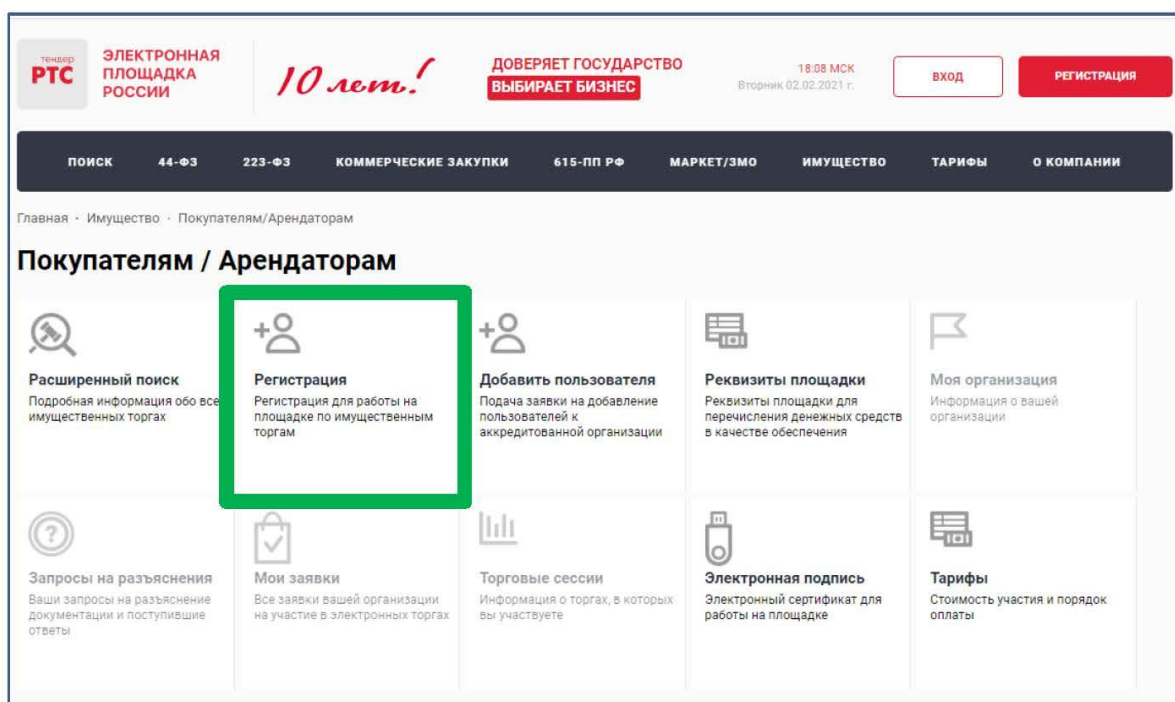 тендер
РТС
ЭЛЕКТРОННАЯ
ПЛОЩАДКА
РОССИИ
10 лет!
ДОВЕРЯЕТ ГОСУДАРСТВО
ВЫБИРАЕТ БИЗНЕС
18:08 МСК
Вторник 02.02.2021 г.
ВХОД
РЕГИСТРАЦИЯ
ПОИСК 44-ФЗ 223-ФЗ КОММЕРЧЕСКИЕ ЗАКУПКИ 615-ПП РФ МАРКЕТ/ЗМО ИМУЩЕСТВО ТАРИФЫ О КОМПАНИИ
Главная · Имущество · Покупателям/Арендаторам
Покупателям / Арендаторам
Расширенный поиск
Подробная информация обо все
имущественных торгах
Регистрация
Регистрация для работы на
площадке по имущественным
торгам
Добавить пользователя
Подача заявки на добавление
пользователей к
аккредитованной организации
Реквизиты площадки
Реквизиты площадки для
перечисления денежных средств
в качестве обеспечения
Моя организация
Информация о вашей
организации
Запросы на разъяснения
Ваши запросы на разъяснение
документации и поступившие
ответы
Мои заявки
Все заявки вашей организации
на участие в электронных торгах
Торговые сессии
Информация о торгах, в которых
вы участвуете
Электронная подпись
Электронный сертификат для
работы на площадке
Тарифы
Стоимость участия и порядок
оплаты